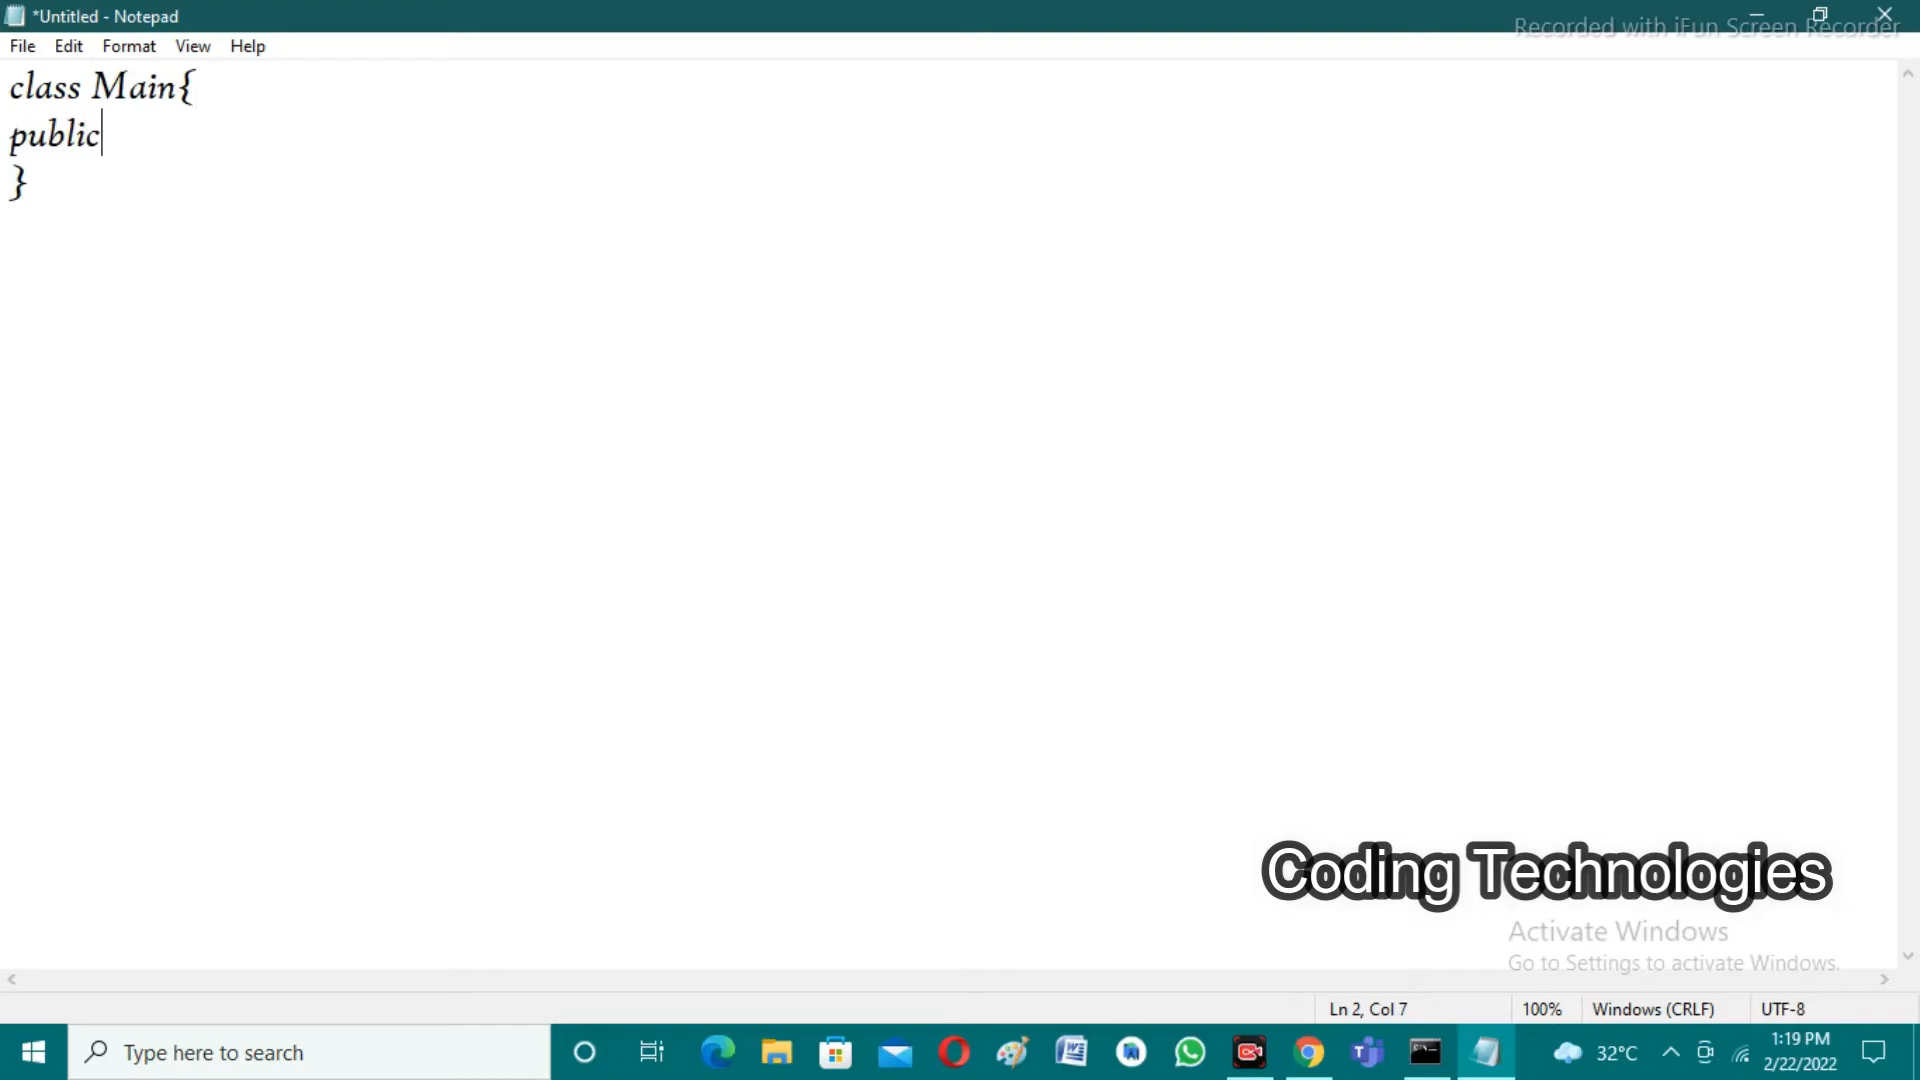 *Untitled - Notepad
Recorded with iFun Screen Recorder
File Edit Format View Help
class Main{
public
}
Coding Technologies
Activate Windows
Go to Settings to activate Windows.
Ln 2, Col 7 100% Windows (CRLF) UTF-8
Type here to search
32°C
1:19 PM
2/22/2022